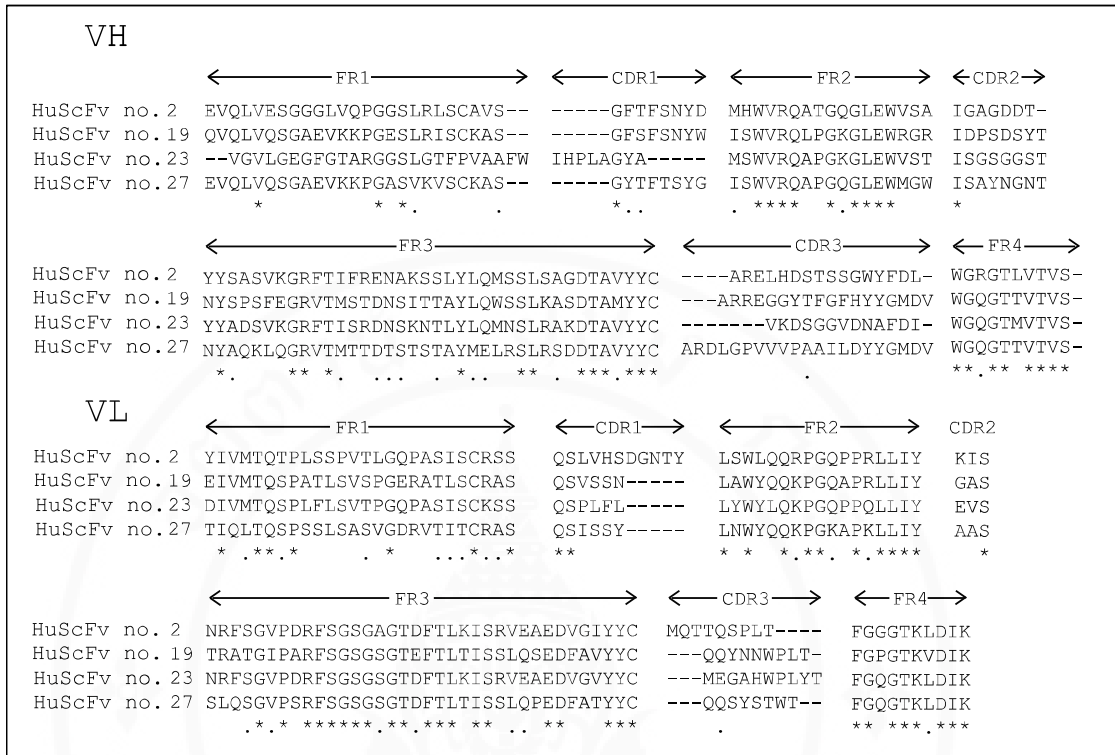 VH
FR1 CDR1 FR2 CDR2
HuScFv no.2 EVQLVESGGGLVQPGGSLRLSCAVS-- -----GFTFSNYD MHWVRQATGQGLEWVSA IGAGDDT-
HuScFv no.19 QVQLVQSGAEVKKPGESLRISCKAS-- -----GFSFSNYW ISWVRQLPGKGLEWRGR IDPSDSYT
HuScFv no.23 --VGVLGEGFGTARGGSLGTFPVAAFW IHPLAGYA----- MSWVRQAPGKGLEWVST ISGSGGST
HuScFv no.27 EVQLVQSGAEVKKPGASVKVSCKAS-- -----GYTFTSYG ISWVRQAPGQGLEWMGW ISAYNGNT
* * *. . *.. . **** *.**** *
FR3 CDR3 FR4
HuScFv no.2 YYSASVKGRFTIFRENAKSSLYLQMSSLSAGDTAVYYC ----ARELHDSTSSGWYFDL- WGRGTLVTVS-
HuScFv no.19 NYSPSFEGRVTMSTDNSITTAYLQWSSLKASDTAMYYC ---ARREGGYTFGFHYYGMDV WGQGTTVTVS-
HuScFv no.23 YYADSVKGRFTISRDNSKNTLYLQMNSLRAKDTAVYYC -------VKDSGGVDNAFDI- WGQGTMVTVS-
HuScFv no.27 NYAQKLQGRVTMTTDTSTSTAYMELRSLRSDDTAVYYC ARDLGPVVVPAAILDYYGMDV WGQGTTVTVS-
*. ** * . ... . *.. **.. ***.*** . **.** ****
VL
FR1 CDR1 FR2 CDR2
HuScFv no.2 YIVMTQTPLSSPVTLGQPASISCRSS QSLVHSDGNTY LSWLQQRPGQPPRLLIY KIS
HuScFv no.19 EIVMTQSPATLSVSPGERATLSCRAS QSVSSN----- LAWYQQKPGQAPRLLIY GAS
HuScFv no.23 DIVMTQSPLFLSVTPGQPASISCKSS QSPLFL----- LYWYLQKPGQPPQLLIY EVS
HuScFv no.27 TIQLTQSPSSLSASVGDRVTITCRAS QSISSY----- LNWYQQKPGKAPKLLIY AAS
* .**.* . * ...*.* ** * * *.**. *.**** *
FR3 CDR3 FR4
HuScFv no.2 NRFSGVPDRFSGSGAGTDFTLKISRVEAEDVGIYYC MQTTQSPLT---- FGGGTKLDIK
HuScFv no.19 TRATGIPARFSGSGSGTEFTLTISSLQSEDFAVYYC ---QQYNNWPLT- FGPGTKVDIK
HuScFv no.23 NRFSGVPDRFSGSGSGTDFTLKISRVEAEDVGVYYC ---MEGAHWPLYT FGQGTKLDIK
HuScFv no.27 SLQSGVPSRFSGSGSGTDFTLTISSLQPEDFATYYC ---QQSYSTWT-- FGQGTKLDIK
*.* ******.**.*** **.. ** *** . ** ***.***